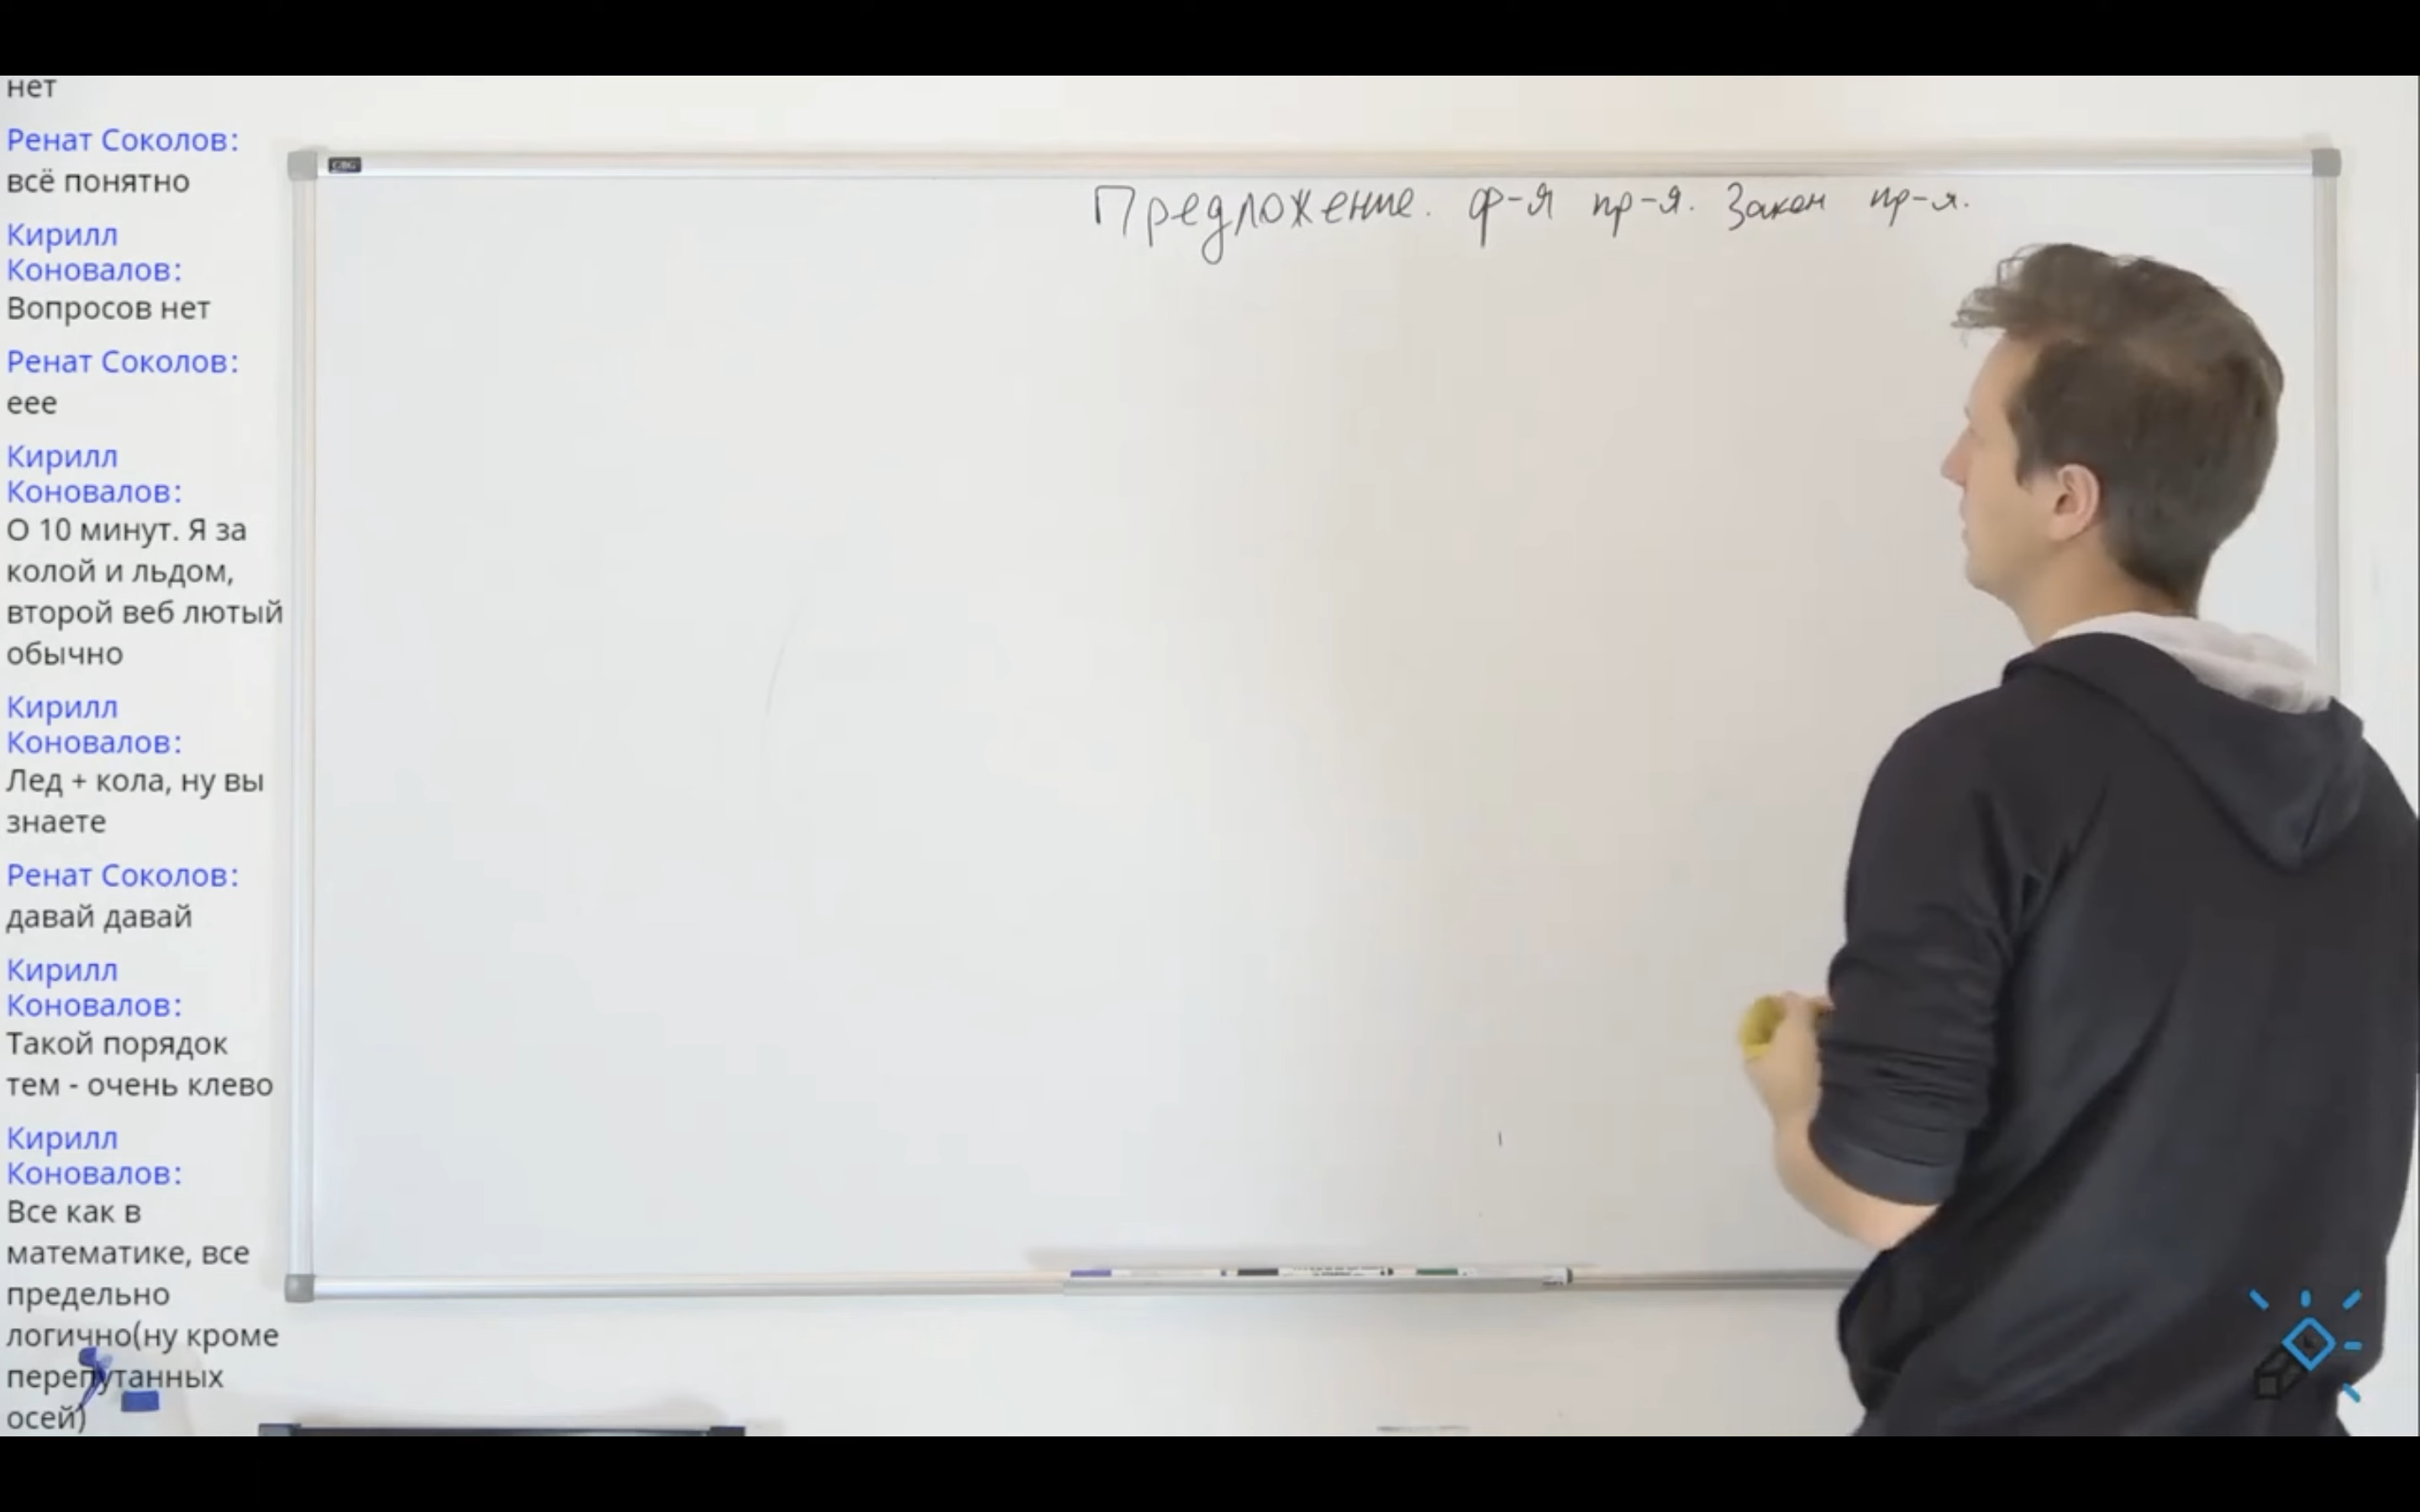 нет
Ренат Соколов:
всё понятно
Кирилл
Коновалов:
Вопросов нет
Ренат Соколов:
еее
Кирилл
Коновалов:
О 10 минут. Я за
колой и льдом,
второй веб лютый
обычно
Кирилл
Коновалов:
Лед + кола, ну вы
знаете
Ренат Соколов:
давай давай
Кирилл
Коновалов:
Такой порядок
тем - очень клево
Кирилл
Коновалов:
Все как в
математике, все
предельно
логично(ну кроме
перепутанных
осей)
Предложение. Ф-я пр-я. Закон пр-я.